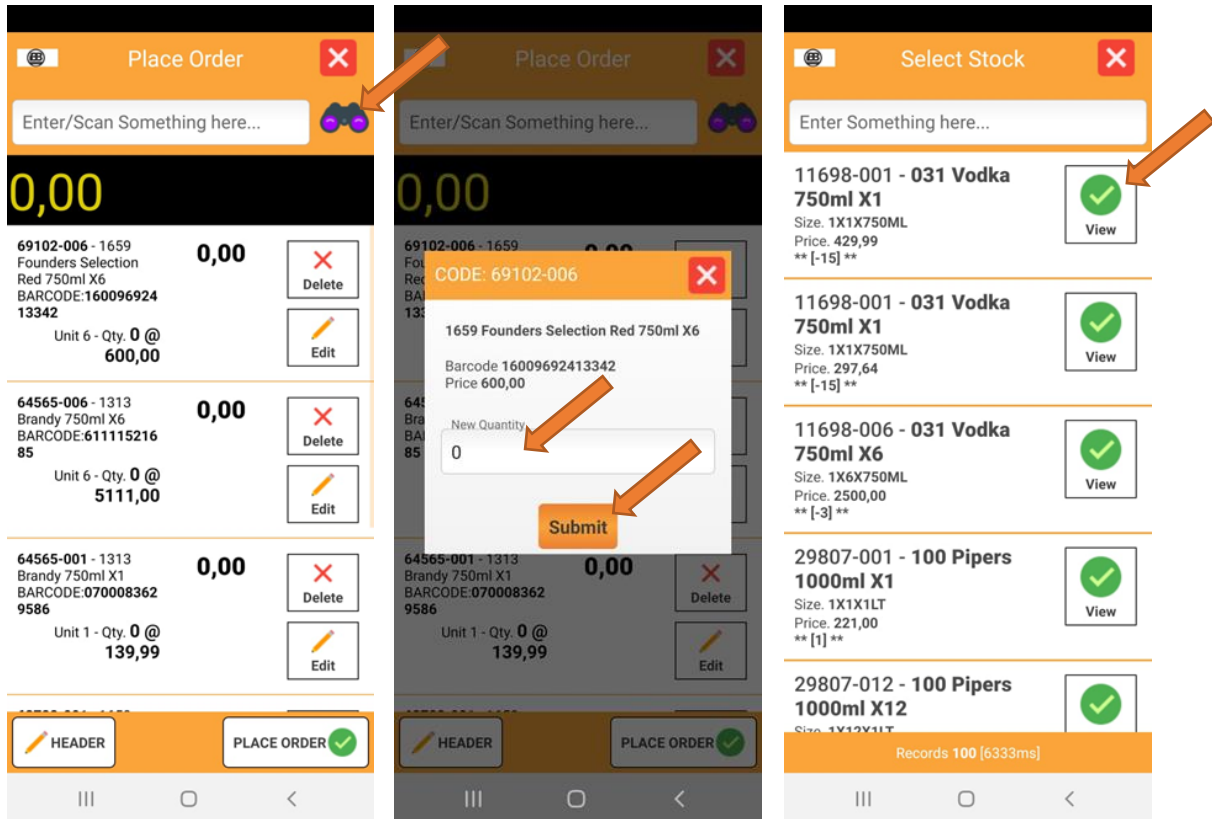 Place Order
Enter/Scan Something here...
0,00
69102-006 - 1659
Founders Selection
Red 750ml X6
BARCODE:160096924
13342
0,00
Unit 6 - Qty. 0 @
600,00
Delete
Edit
64565-006 - 1313
Brandy 750ml X6
BARCODE:611115216
85
0,00
Unit 6 - Qty. 0 @
5111,00
Delete
Edit
64565-001 - 1313
Brandy 750ml X1
BARCODE:070008362
9586
0,00
Unit 1 - Qty. 0 @
139,99
Delete
Edit
HEADER
PLACE ORDER
Place Order
Enter/Scan Something here...
0,00
69102-006 - 1659
CODE: 69102-006
1659 Founders Selection Red 750ml X6
Barcode 16009692413342
Price 600,00
New Quantity
0
Submit
64565-001 - 1313
Brandy 750ml X1
BARCODE:070008362
9586
0,00
Unit 1 - Qty. 0 @
139,99
Delete
Edit
HEADER
PLACE ORDER
Select Stock
Enter Something here...
11698-001 - 031 Vodka
750ml X1
Size. 1X1X750ML
Price. 429,99
** [-15] **
View
11698-001 - 031 Vodka
750ml X1
Size. 1X1X750ML
Price. 297,64
** [-15] **
View
11698-006 - 031 Vodka
750ml X6
Size. 1X6X750ML
Price. 2500,00
** [-3] **
View
29807-001 - 100 Pipers
1000ml X1
Size. 1X1X1LT
Price. 221,00
** [1] **
View
29807-012 - 100 Pipers
1000ml X12
Size. 1X12X1LT
Records 100 [6333ms]